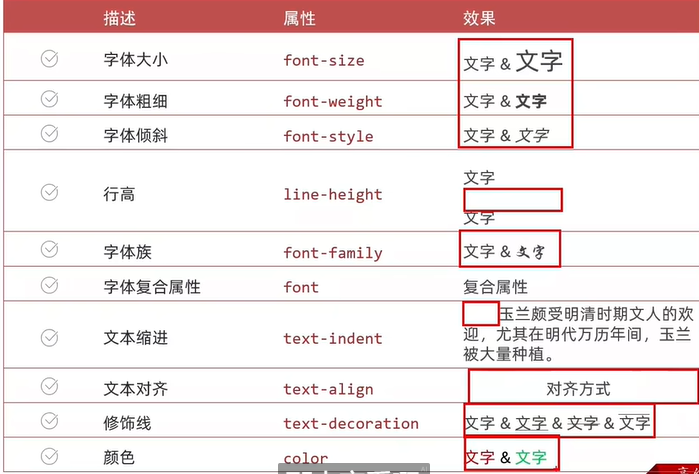 描述 属性 效果
字体大小 font-size 文字 & 文字
字体粗细 font-weight 文字 & 文字
字体倾斜 font-style 文字 & 文字
文字
行高 line-height
文字
字体族 font-family 文字 & 文字
字体复合属性 font 复合属性
玉兰颇受明清时期文人的欢
文本缩进 text-indent 迎，尤其在明代万历年间，玉兰
被大量种植。
文本对齐 text-align 对齐方式
修饰线 text-decoration 文字 & 文字 & 文字 & 文字
颜色 color 文字 & 文字